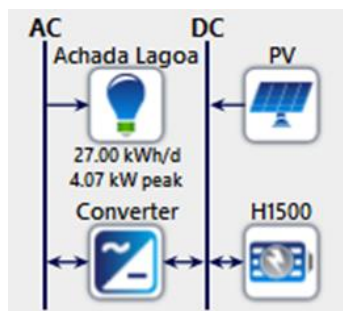 AC DC
Achada Lagoa PV
27.00 kWh/d
4.07 kW peak
Converter H1500